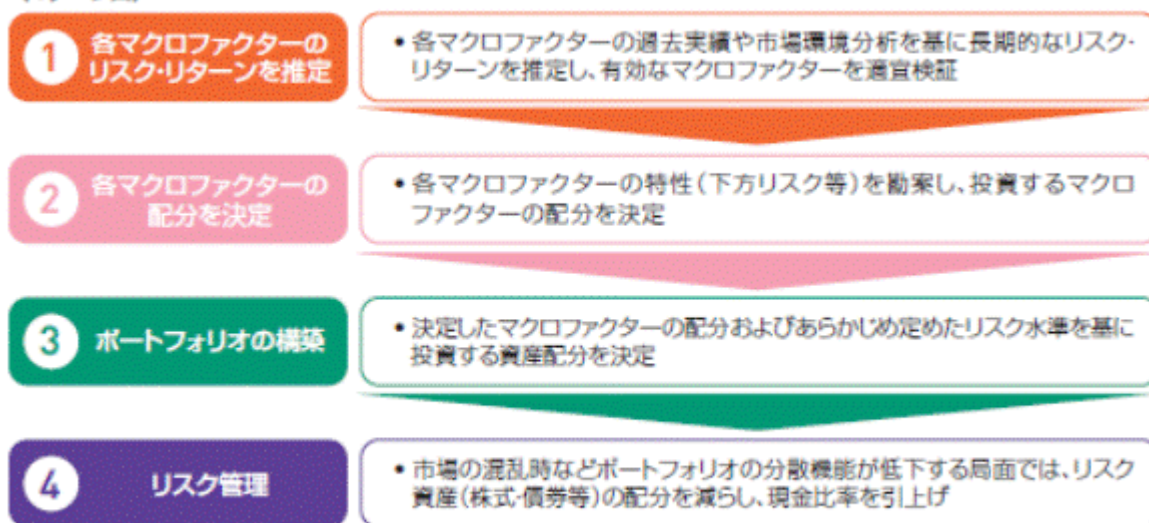 1
各マクロファクターの
リスク・リターンを推定
• 各マクロファクターの過去実績や市場環境分析を基に長期的なリスク・
リターンを推定し、有効なマクロファクターを適宜検証
2
各マクロファクターの
配分を決定
• 各マクロファクターの特性(下方リスク等)を勘案し、投資するマクロ
ファクターの配分を決定
3
ポートフォリオの構築
• 決定したマクロファクターの配分およびあらかじめ定めたリスク水準を基に
投資する資産配分を決定
4
リスク管理
• 市場の混乱時などポートフォリオの分散機能が低下する局面では、リスク
資産(株式・債券等)の配分を減らし、現金比率を引上げ